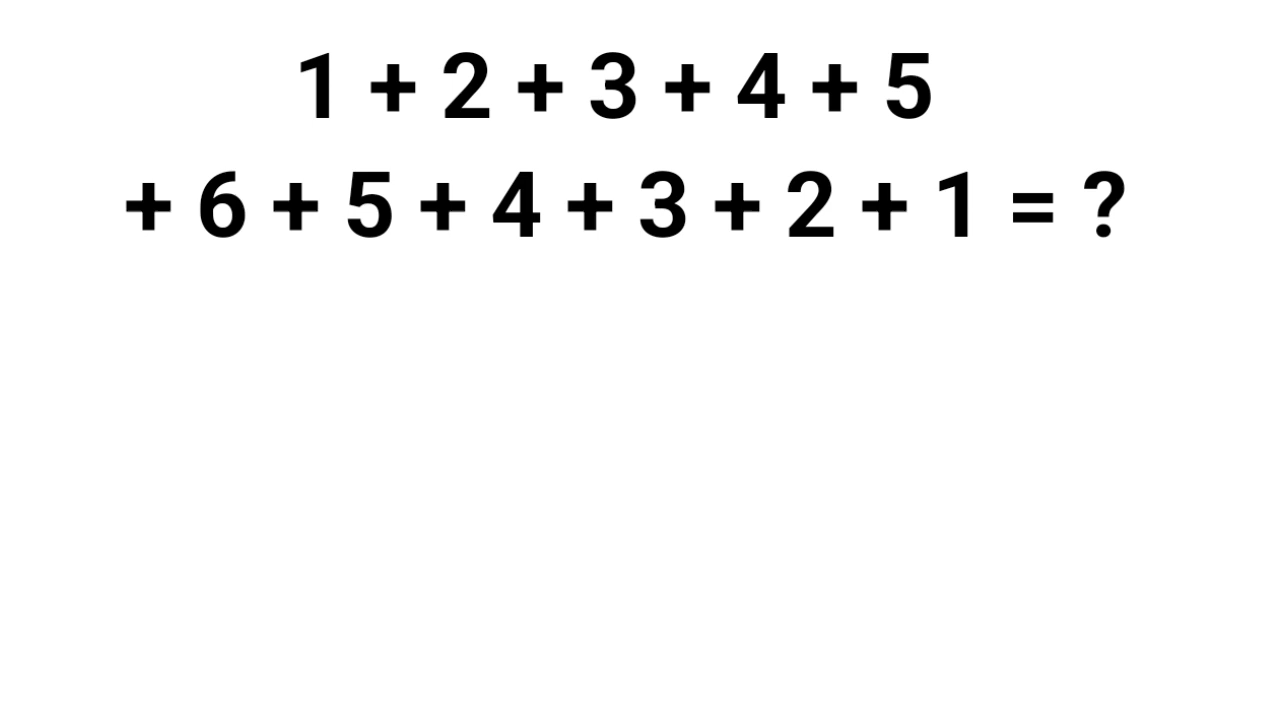 1 + 2 + 3 + 4 + 5
+ 6 + 5 + 4 + 3 + 2 + 1 = ?